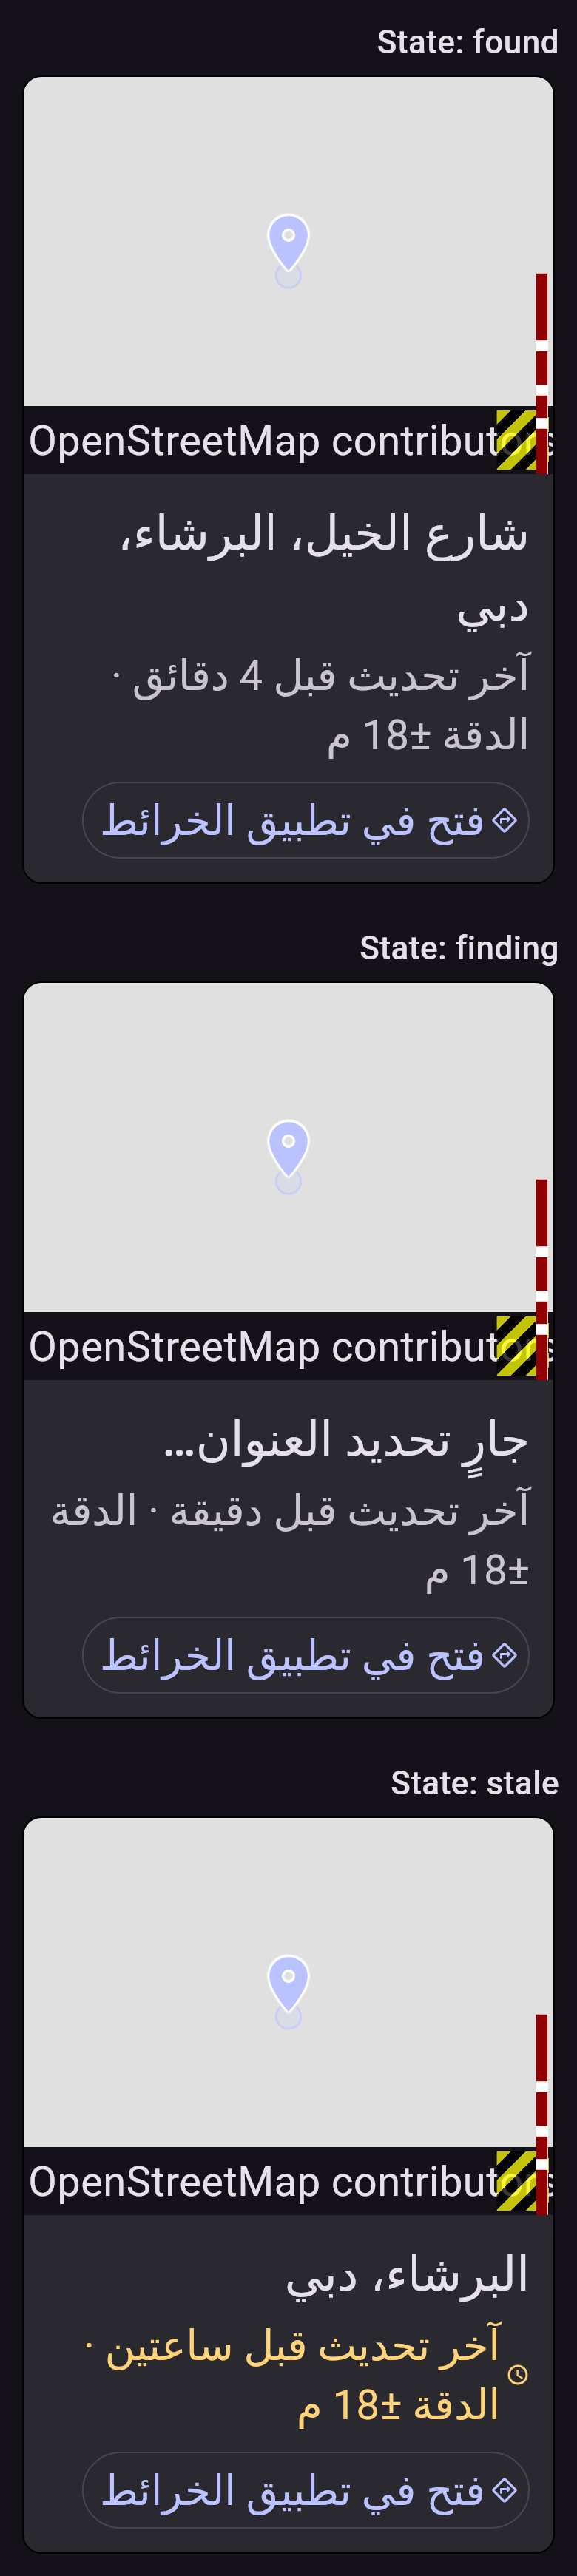 State: found
OpenStreetMap contributors
شارع الخيل، البرشاء،
دبي
آخر تحديث قبل 4 دقائق ·
الدقة ±18 م
فتح في تطبيق الخرائط
State: finding
OpenStreetMap contributors
جارٍ تحديد العنوان…
آخر تحديث قبل دقيقة · الدقة
±18 م
فتح في تطبيق الخرائط
State: stale
OpenStreetMap contributors
البرشاء، دبي
آخر تحديث قبل ساعتين ·
الدقة ±18 م
فتح في تطبيق الخرائط